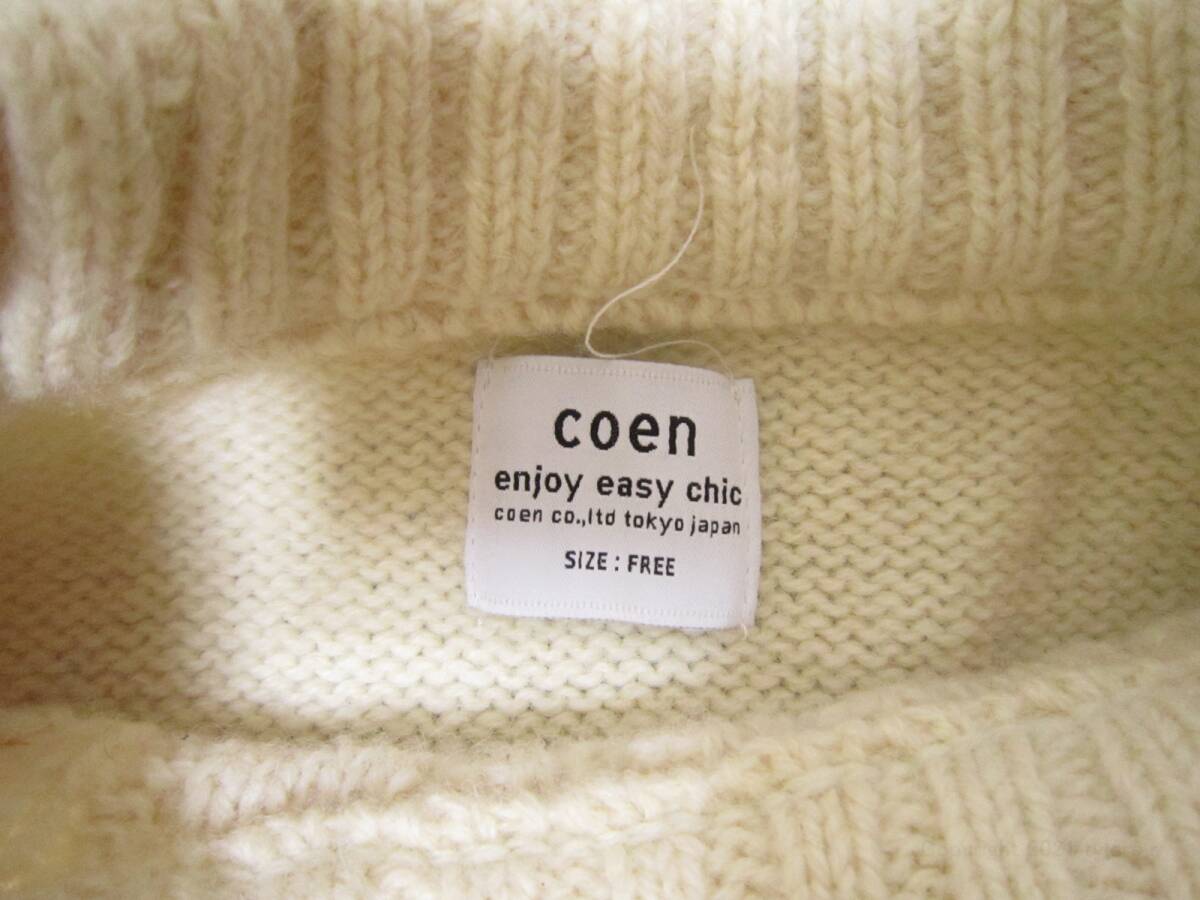 coen
enjoy easy chic
coen co.,ltd tokyo japan
SIZE : FREE